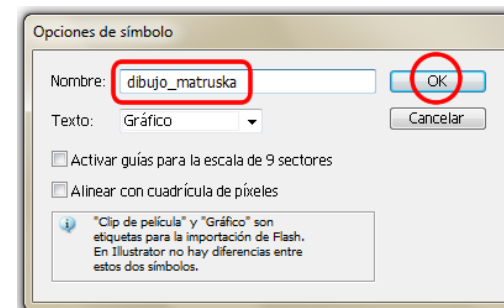 Opciones de símbolo
Nombre: dibujo_matruska OK
Texto: Gráfico Cancelar
Activar guías para la escala de 9 sectores
Alinear con cuadrícula de píxeles
"Clip de película" y "Gráfico" son
etiquetas para la importación de Flash.
En Illustrator no hay diferencias entre
estos dos símbolos.